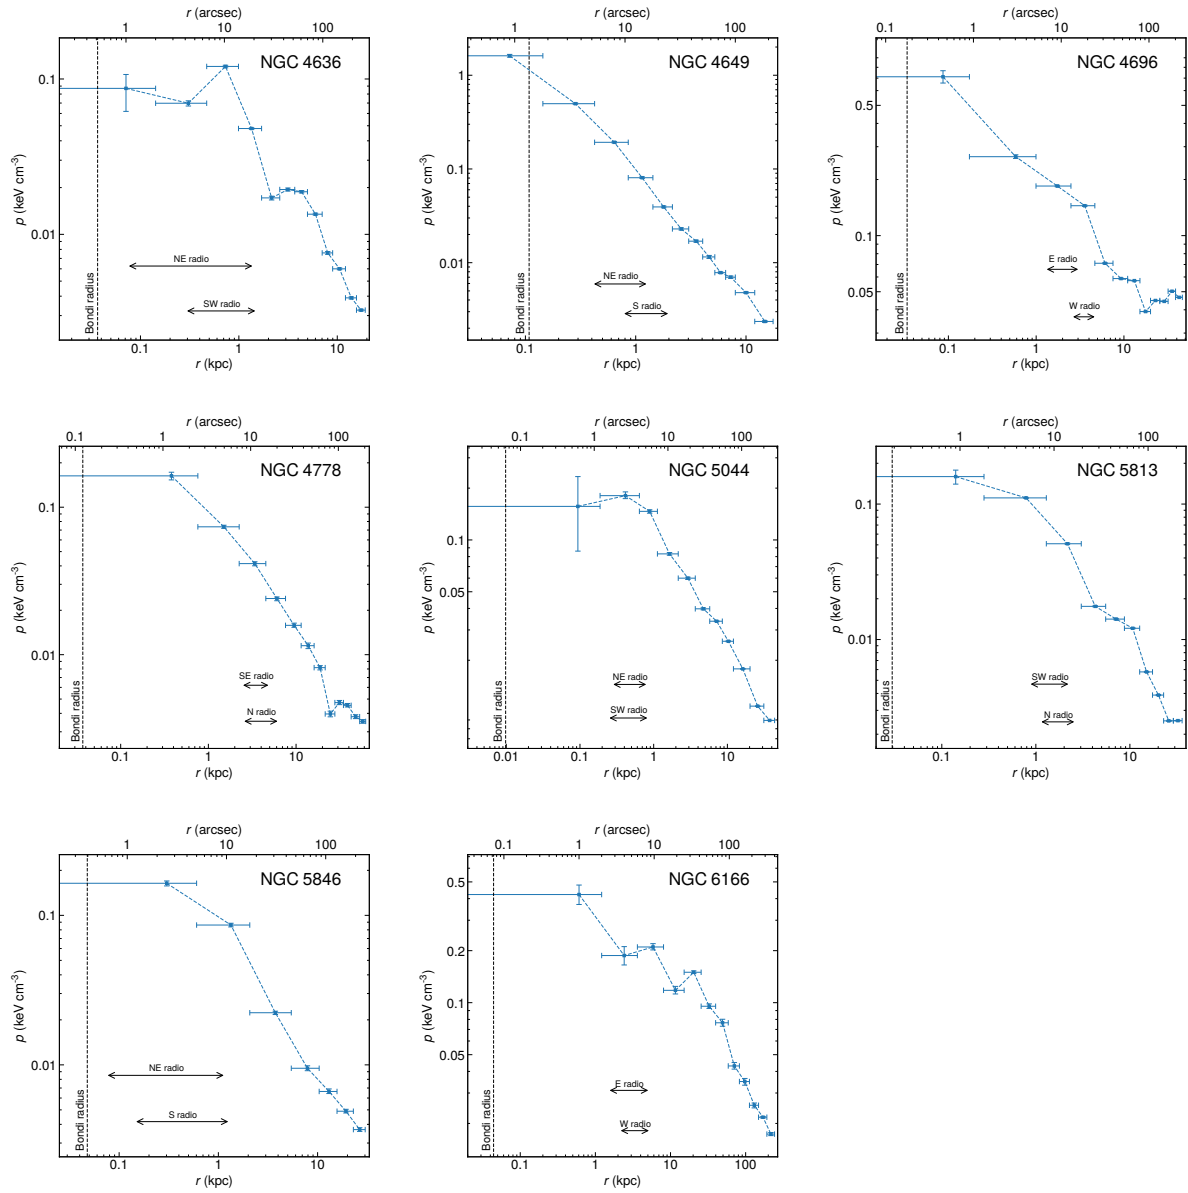 r (arcsec) r (arcsec) r (arcsec)
1 10 100 1 10 100 1 10 100
NGC 4636 NGC 4649 NGC 4696
p (keV cm-3) p (keV cm-3) p (keV cm-3)
0.1 1 0.5
0.01 0.1 0.1
0.01 0.05
NE radio NE radio E radio
SW radio S radio W radio
Bondi radius Bondi radius Bondi radius
0.1 1 10 0.1 1 10 0.1 1 10
r (kpc) r (kpc) r (kpc)
r (arcsec) r (arcsec) r (arcsec)
0.1 1 10 100 0.1 1 10 100 1 10 100
NGC 4778 NGC 5044 NGC 5813
p (keV cm-3) p (keV cm-3) p (keV cm-3)
0.1 0.1 0.1
0.01 0.05 0.01
SE radio NE radio SW radio
N radio SW radio N radio
Bondi radius Bondi radius Bondi radius
0.1 1 10 0.01 0.1 1 10 0.1 1 10
r (kpc) r (kpc) r (kpc)
r (arcsec) r (arcsec)
1 10 100 0.1 1 10 100
NGC 5846 NGC 6166
p (keV cm-3) p (keV cm-3)
0.1 0.5
0.01 0.2
0.1
0.05
NE radio E radio
S radio W radio
Bondi radius Bondi radius
0.1 1 10 0.1 1 10 100
r (kpc) r (kpc)